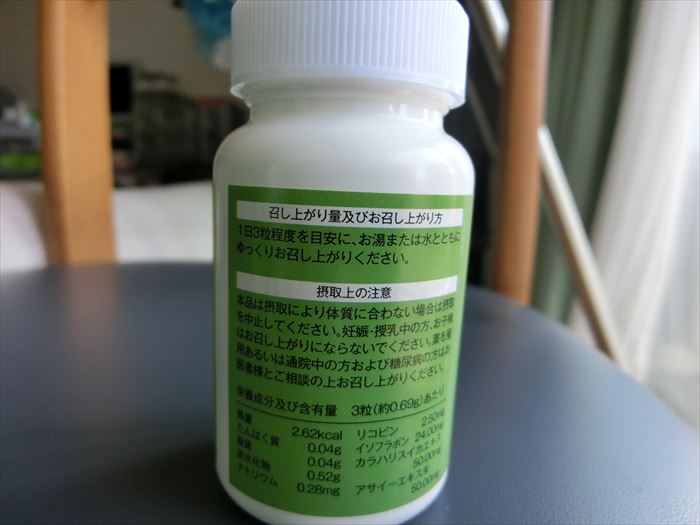 召し上がり量及びお召し上がり方
1日3粒程度を目安に、お湯または水とともに
ゆっくりお召し上がりください。
摂取上の注意
本品は摂取により体質に合わない場合は摂取
を中止してください。妊娠・授乳中の方、お子様
はお召し上がりにならないでください。薬を服
用あるいは通院中の方および糖尿病の方はお
医者様とご相談の上お召し上がりください。
栄養成分及び含有量 3粒(約0.69g)あたり
熱量 2.62kcal
たんぱく質 0.04g
脂質 0.04g
炭水化物 0.52g
ナトリウム 0.28mg
リコピン 2.50mg
イソフラボン 24.00mg
カラハリスイカエキス
50.00mg
アサイーエキス末
50.00mg